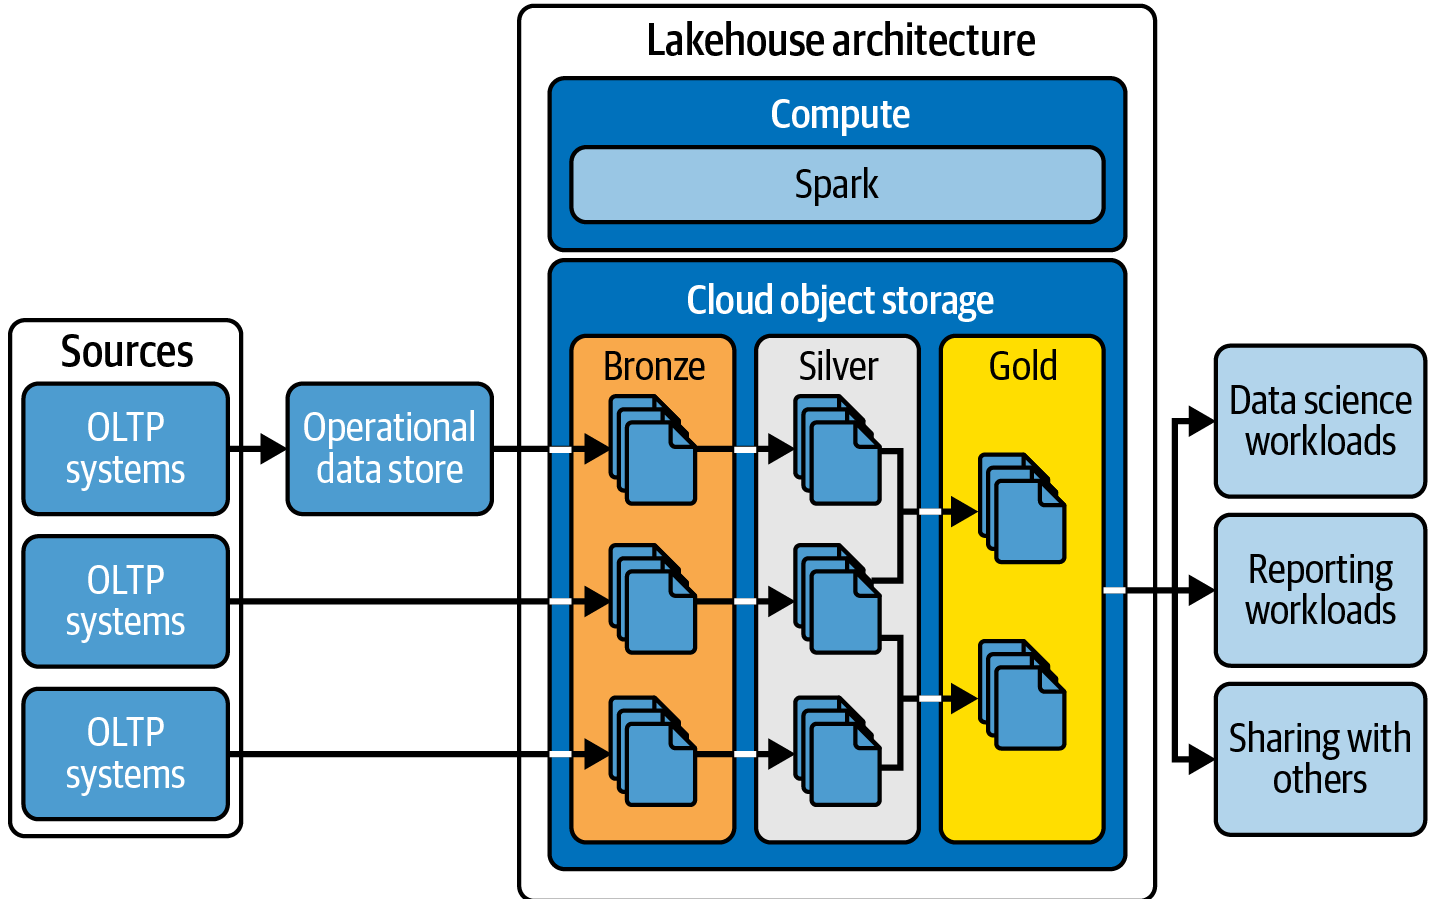 Lakehouse architecture
Compute
Spark
Cloud object storage
Sources
OLTP
systems
OLTP
systems
OLTP
systems
Operational
data store
Bronze
Silver
Gold
Data science
workloads
Reporting
workloads
Sharing with
others